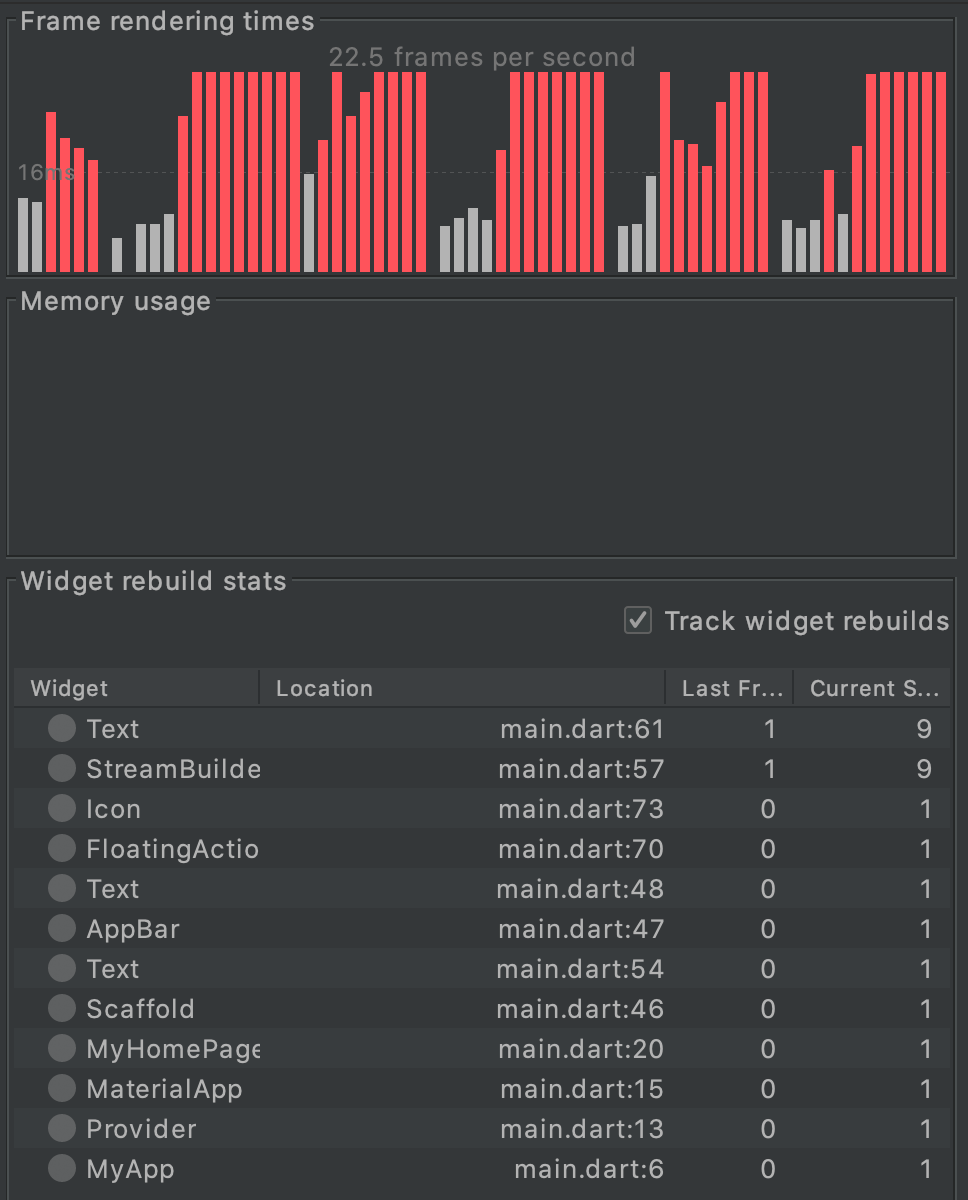 Frame rendering times
22.5 frames per second
16ms
Memory usage
Widget rebuild stats
Track widget rebuilds
Widget Location Last Fr... Current S...
Text main.dart:61 1 9
StreamBuilde main.dart:57 1 9
Icon main.dart:73 0 1
FloatingActio main.dart:70 0 1
Text main.dart:48 0 1
AppBar main.dart:47 0 1
Text main.dart:54 0 1
Scaffold main.dart:46 0 1
MyHomePage main.dart:20 0 1
MaterialApp main.dart:15 0 1
Provider main.dart:13 0 1
MyApp main.dart:6 0 1